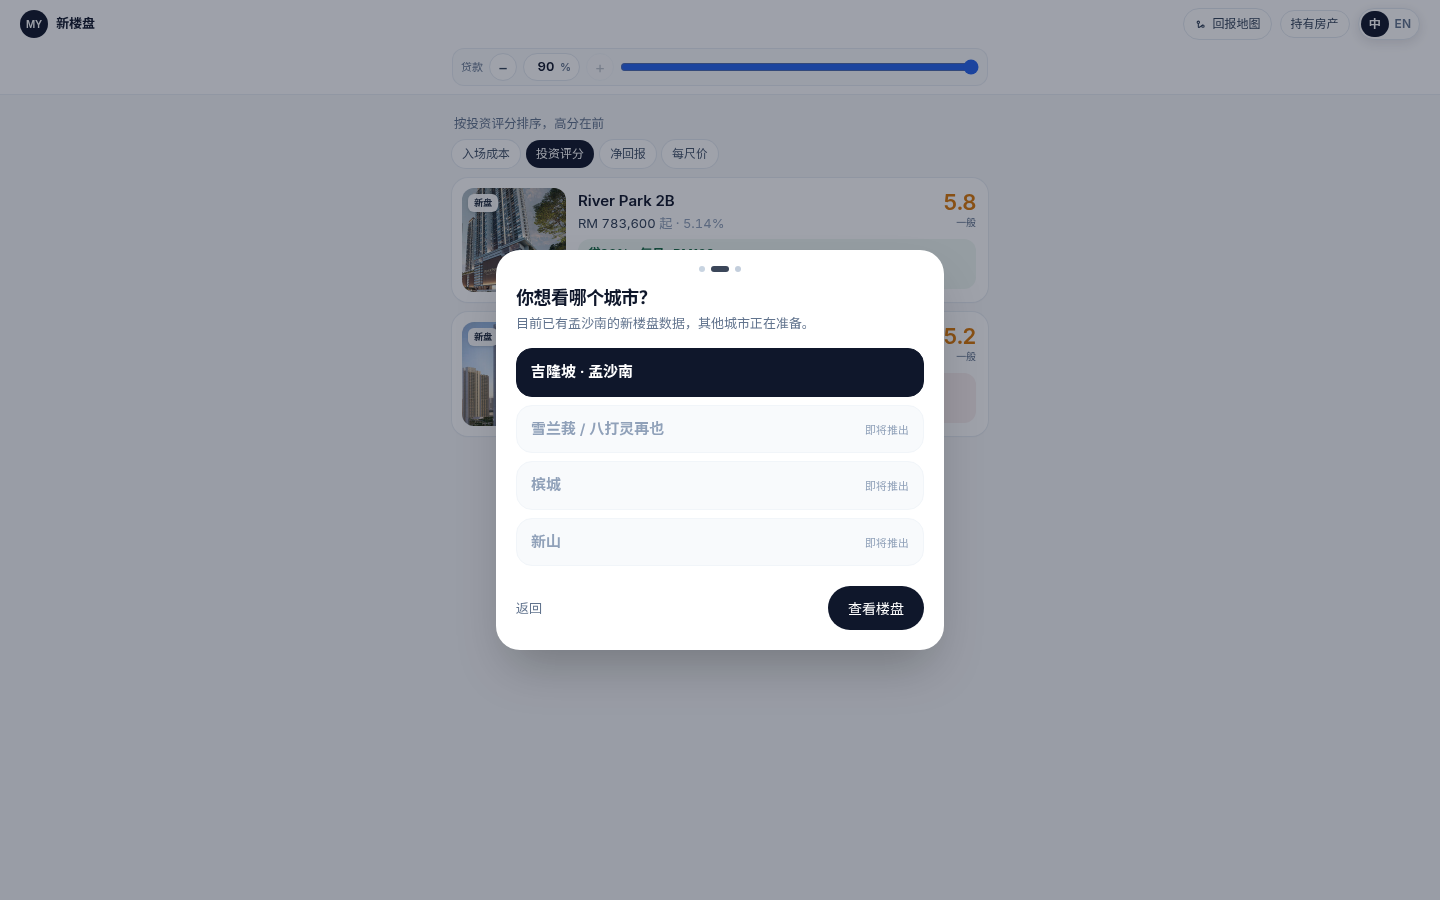 MY 新楼盘
回报地图
持有房产
中 EN
贷款 − 90 % +
按投资评分排序，高分在前
入场成本 投资评分 净回报 每尺价
新盘
River Park 2B
RM 783,600 起 · 5.14%
5.8
一般
你想看哪个城市？
目前已有孟沙南的新楼盘数据，其他城市正在准备。
吉隆坡 · 孟沙南
新盘
5.2
一般
雪兰莪 / 八打灵再也 即将推出
槟城 即将推出
新山 即将推出
返回 查看楼盘